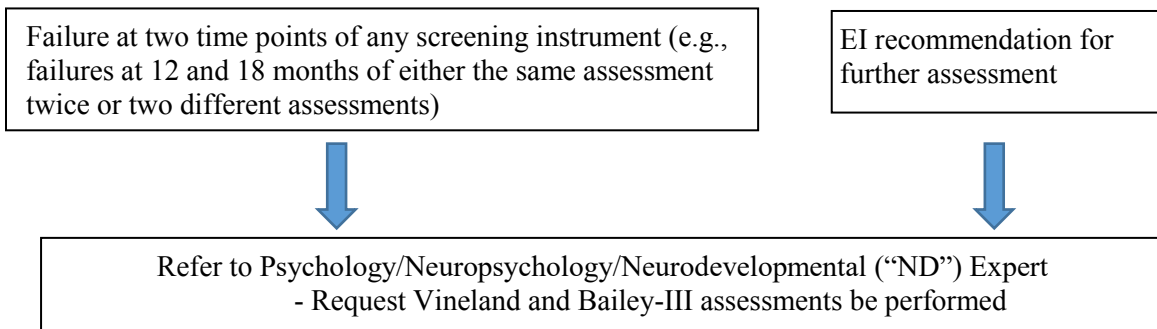 Failure at two time points of any screening instrument (e.g.,
failures at 12 and 18 months of either the same assessment
twice or two different assessments)
EI recommendation for
further assessment
Refer to Psychology/Neuropsychology/Neurodevelopmental (“ND”) Expert
- Request Vineland and Bailey-III assessments be performed